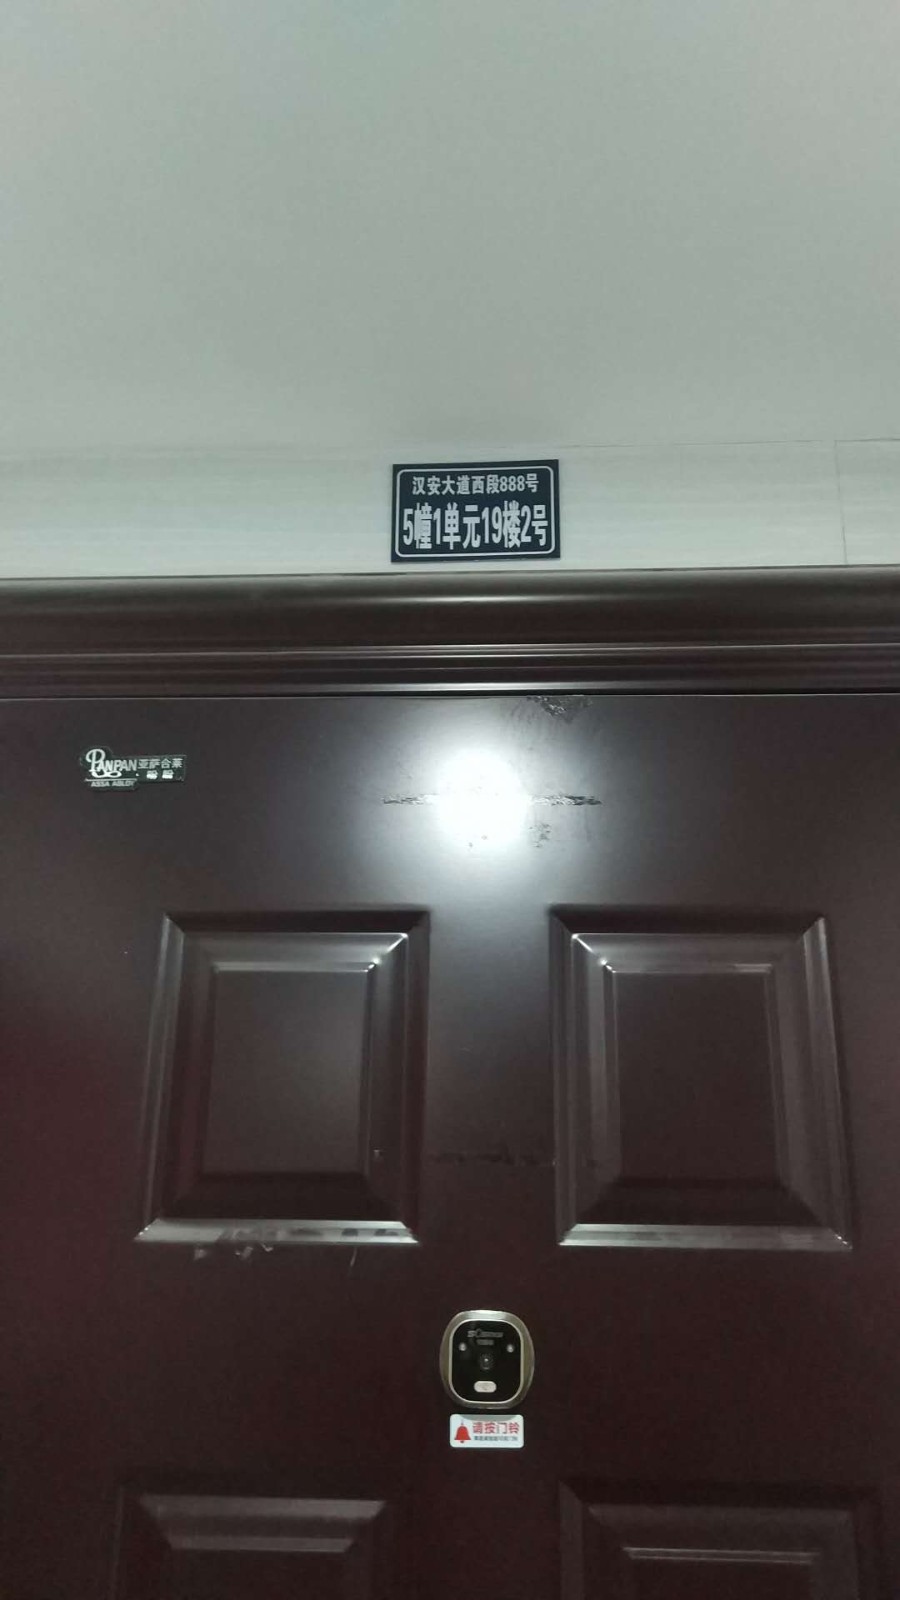 汉安大道西段888号
5幢1单元19楼2号
PANPAN 亚萨合莱
ASSA ABLOY
请按门铃